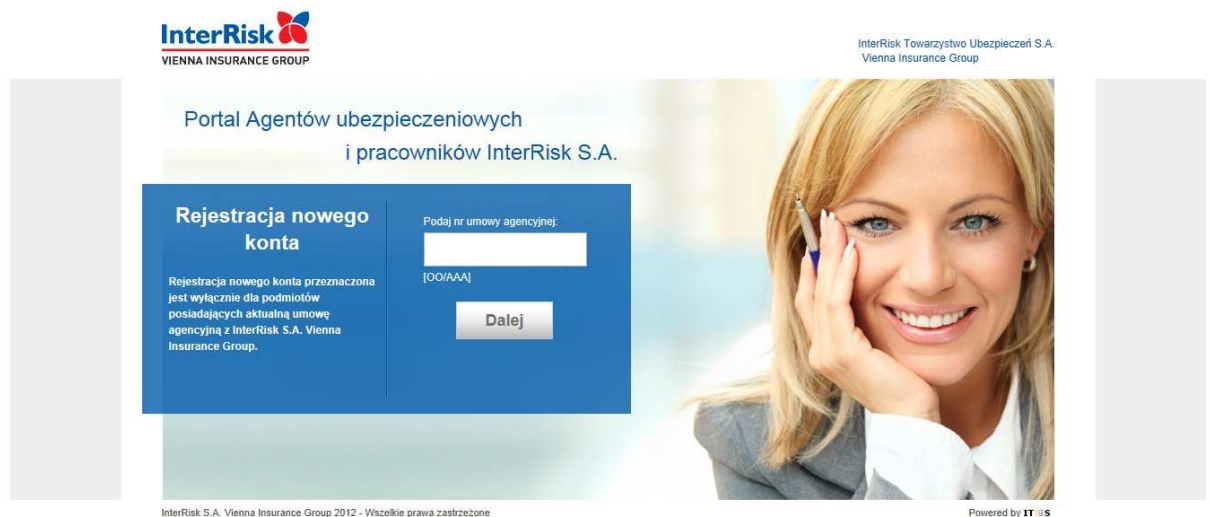 InterRisk
VIENNA INSURANCE GROUP
InterRisk Towarzystwo Ubezpieczeń S.A.
Vienna Insurance Group
Portal Agentów ubezpieczeniowych
i pracowników InterRisk S.A.
Rejestracja nowego
konta
Rejestracja nowego konta przeznaczona
jest wyłącznie dla podmiotów
posiadających aktualną umowę
agencyjną z InterRisk S.A. Vienna
Insurance Group.
Podaj nr umowy agencyjnej:
[OO/AAA]
Dalej
InterRisk S.A. Vienna Insurance Group 2012 - Wszelkie prawa zastrzeżone
Powered by